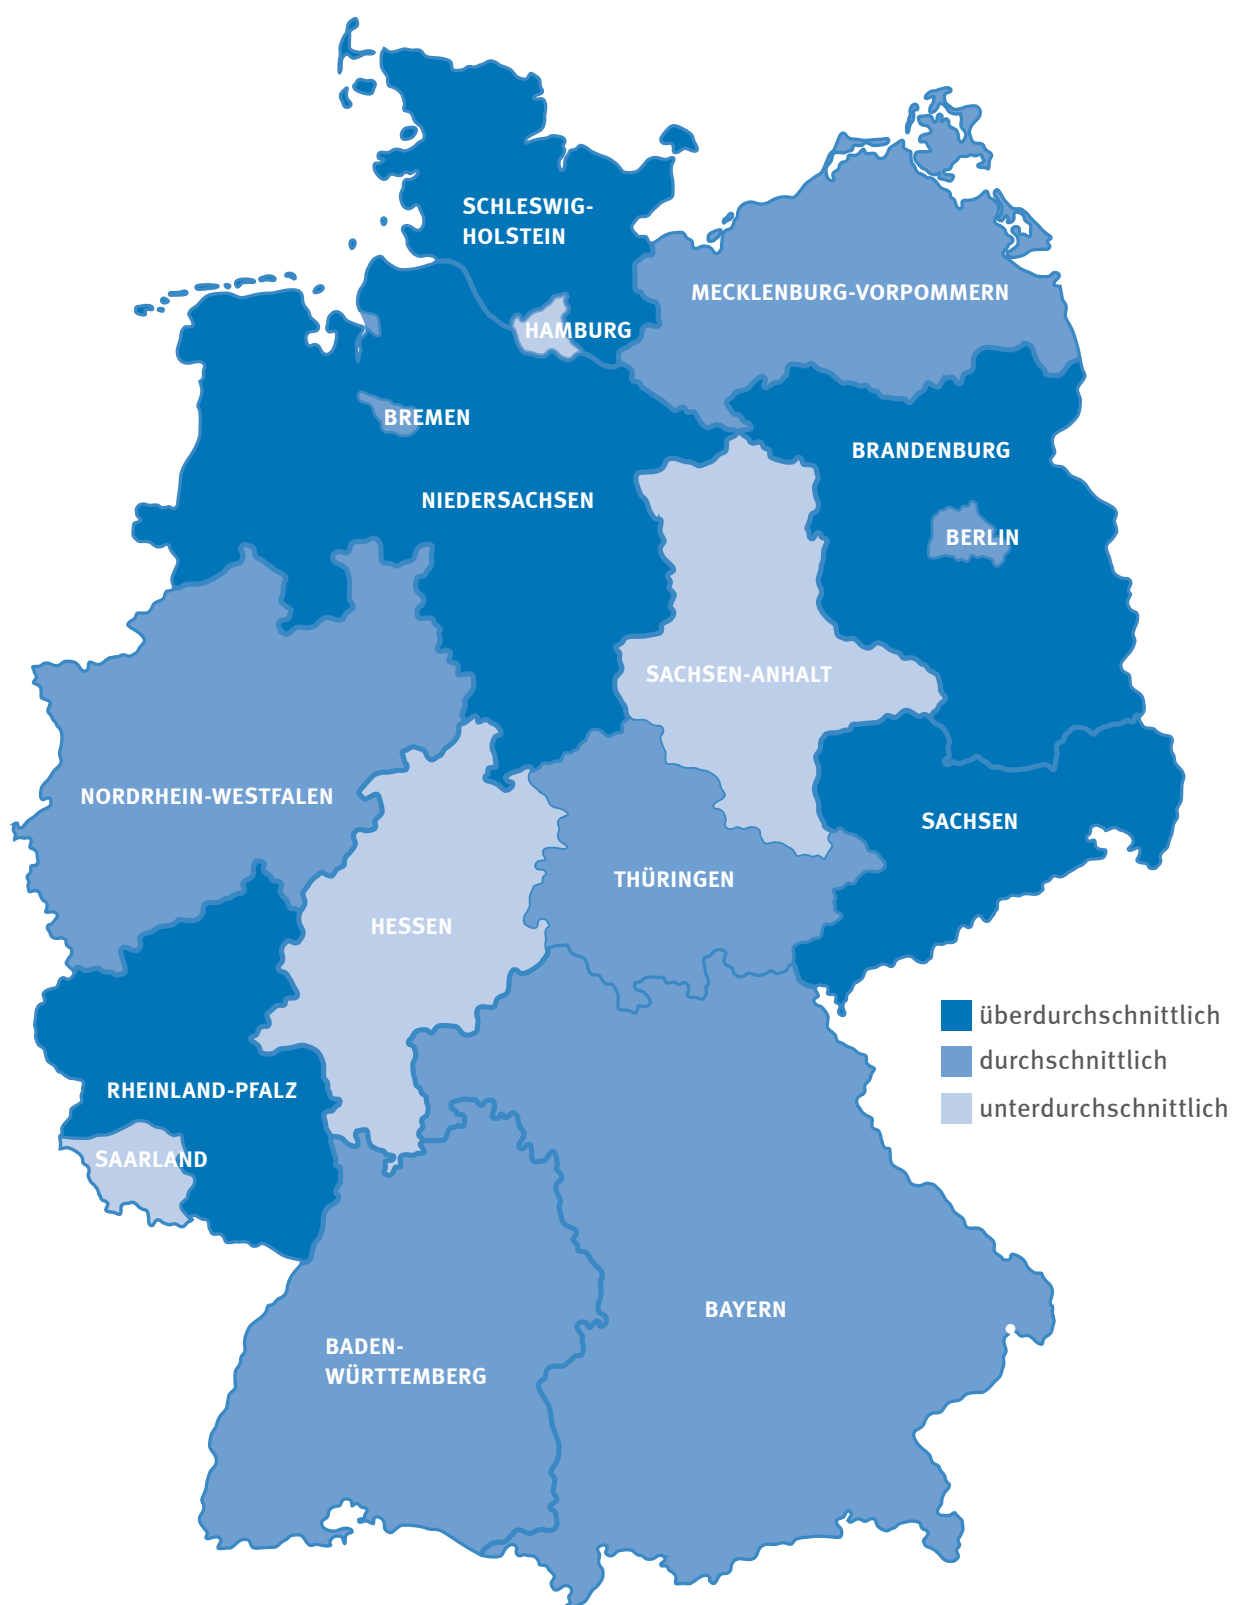 SCHLESWIG-
HOLSTEIN
MECKLENBURG-VORPOMMERN
HAMBURG
BREMEN
BRANDENBURG
NIEDERSACHSEN
BERLIN
SACHSEN-ANHALT
NORDRHEIN-WESTFALEN
SACHSEN
THÜRINGEN
HESSEN
überdurchschnittlich
durchschnittlich
unterdurchschnittlich
RHEINLAND-PFALZ
SAARLAND
BAYERN
BADEN-
WÜRTTEMBERG